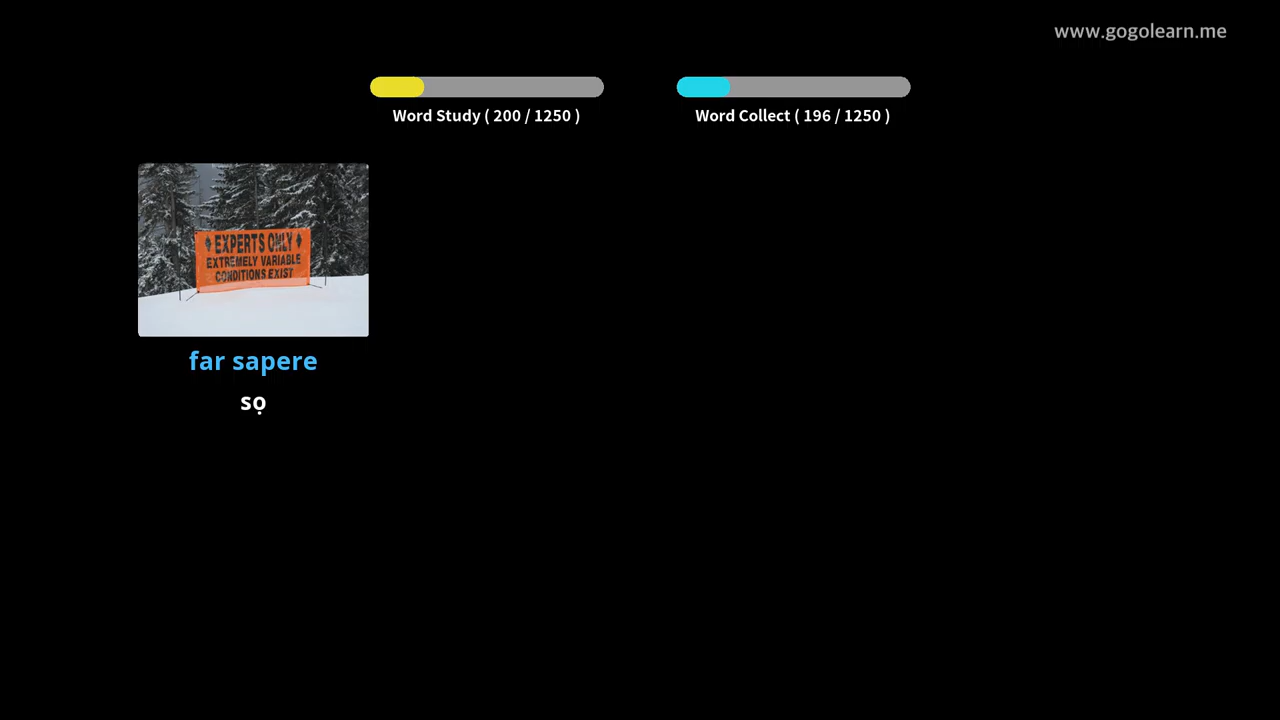 www.gogolearn.me
Word Study ( 200 / 1250 )
Word Collect ( 196 / 1250 )
EXPERTS ONLY
EXTREMELY VARIABLE
CONDITIONS EXIST
far sapere
sọ